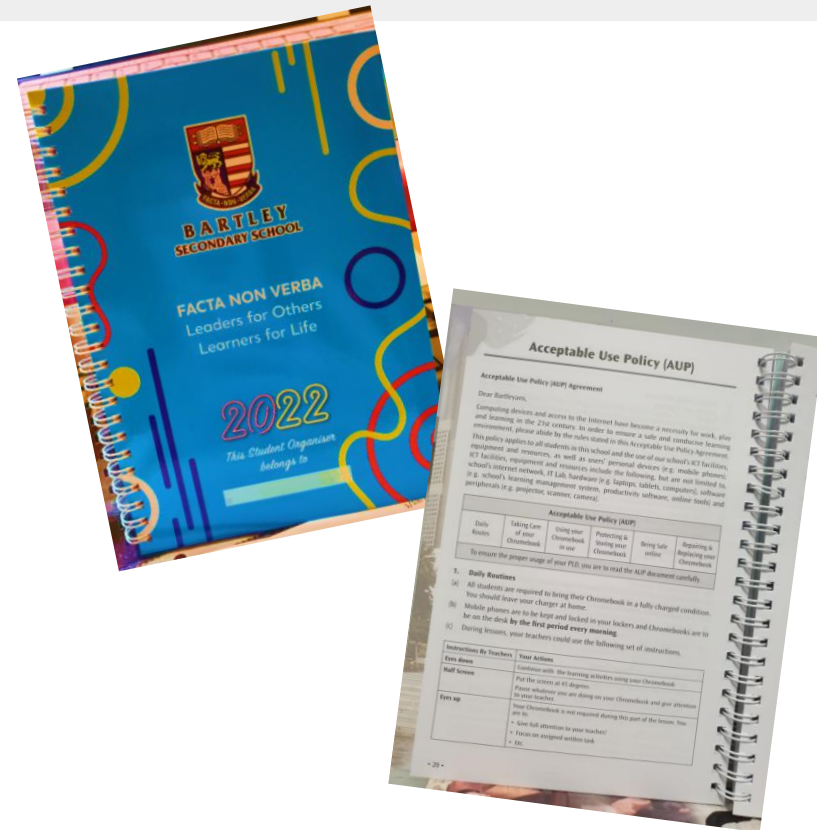 FACTA-NON-VERBA
BARTLEY
SECONDARY SCHOOL
FACTA NON VERBA
Leaders for Others
Learners for Life
2022
This Student Organiser
belongs to
Acceptable Use Policy (AUP)
Acceptable Use Policy (AUP) Agreement
Dear Bartleyans,
Computing devices and access to the Internet have become a necessity for work, play
and learning in the 21st century. In order to ensure a safe and conducive learning
environment, please abide by the rules stated in this Acceptable Use Policy Agreement.
This policy applies to all students in this school and the use of our school's ICT facilities,
equipment and resources, as well as users' personal devices (e.g. mobile phones).
ICT facilities, equipment and resources include the following, but are not limited to,
school's internet network, IT Lab, hardware (e.g. laptops, tablets, computers), software
(e.g. school's learning management system, productivity software, online tools) and
peripherals (e.g. projector, scanner, camera).
Acceptable Use Policy (AUP)
Daily Routines
Taking Care of your Chromebook
Using your Chromebook in use
Protecting & Storing your Chromebook
Being Safe online
Repairing & Replacing your Chromebook
To ensure the proper usage of your PLD, you are to read the AUP document carefully.
1. Daily Routines
(a) All students are required to bring their Chromebook in a fully charged condition.
You should leave your charger at home.
(b) Mobile phones are to be kept and locked in your lockers and Chromebooks are to
be on the desk by the first period every morning.
(c) During lessons, your teachers could use the following set of instructions.
Instructions By Teachers Your Actions
Eyes down Continue with the learning activities using your Chromebook
Half Screen Put the screen at 45 degrees.
Pause whatever you are doing on your Chromebook and give attention
to your teacher.
Eyes up Your Chromebook is not required during this part of the lesson. You
are to:
• Give full attention to your teacher/
• Focus on assigned written task
• Etc
• 39 •